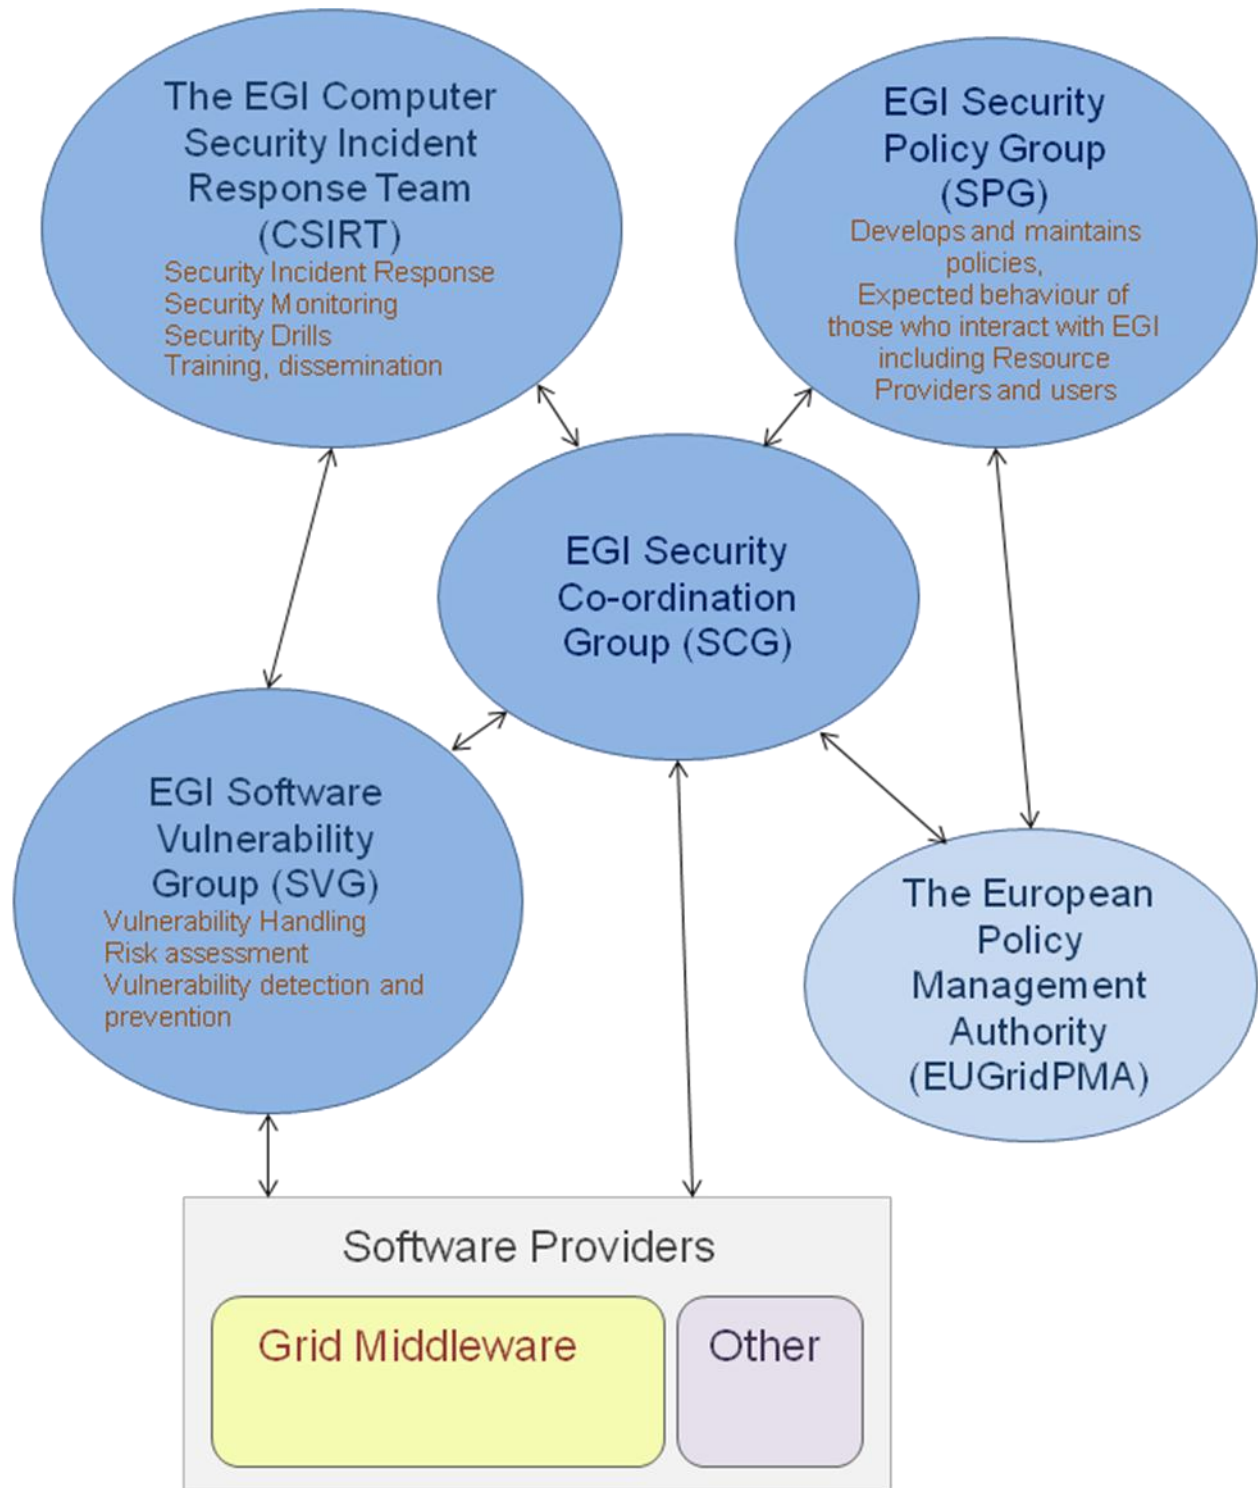 The EGI Computer
Security Incident
Response Team
(CSIRT)
Security Incident Response
Security Monitoring
Security Drills
Training, dissemination
EGI Security
Policy Group
(SPG)
Develops and maintains
policies,
Expected behaviour of
those who interact with EGI
including Resource
Providers and users
EGI Security
Co-ordination
Group (SCG)
EGI Software
Vulnerability
Group (SVG)
Vulnerability Handling
Risk assessment
Vulnerability detection and
prevention
The European
Policy
Management
Authority
(EUGridPMA)
Software Providers
Grid Middleware
Other